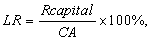 LR = Rcapital / CA × 100%,